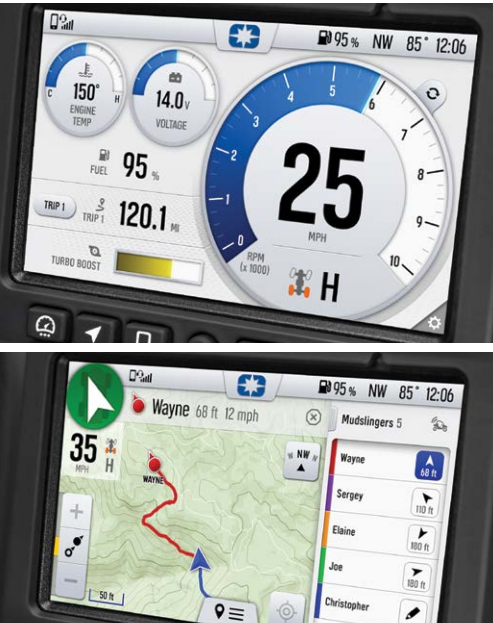 95 % NW 85° 12:06
C 150° H
ENGINE
TEMP
14.0 V
VOLTAGE
FUEL 95 %
TRIP 1
TRIP 1 120.1 MI
TURBO BOOST
0 1 2 3 4 5 6 7 8 9 10
25
MPH
RPM
(x 1000)
H
95 % NW 85° 12:06
Wayne 68 ft 12 mph
35
MPH
H
WAYNE
N NW W
50 ft
Mudslingers 5
Wayne
68 ft
Sergey
110 ft
Elaine
180 ft
Joe
180 ft
Christopher